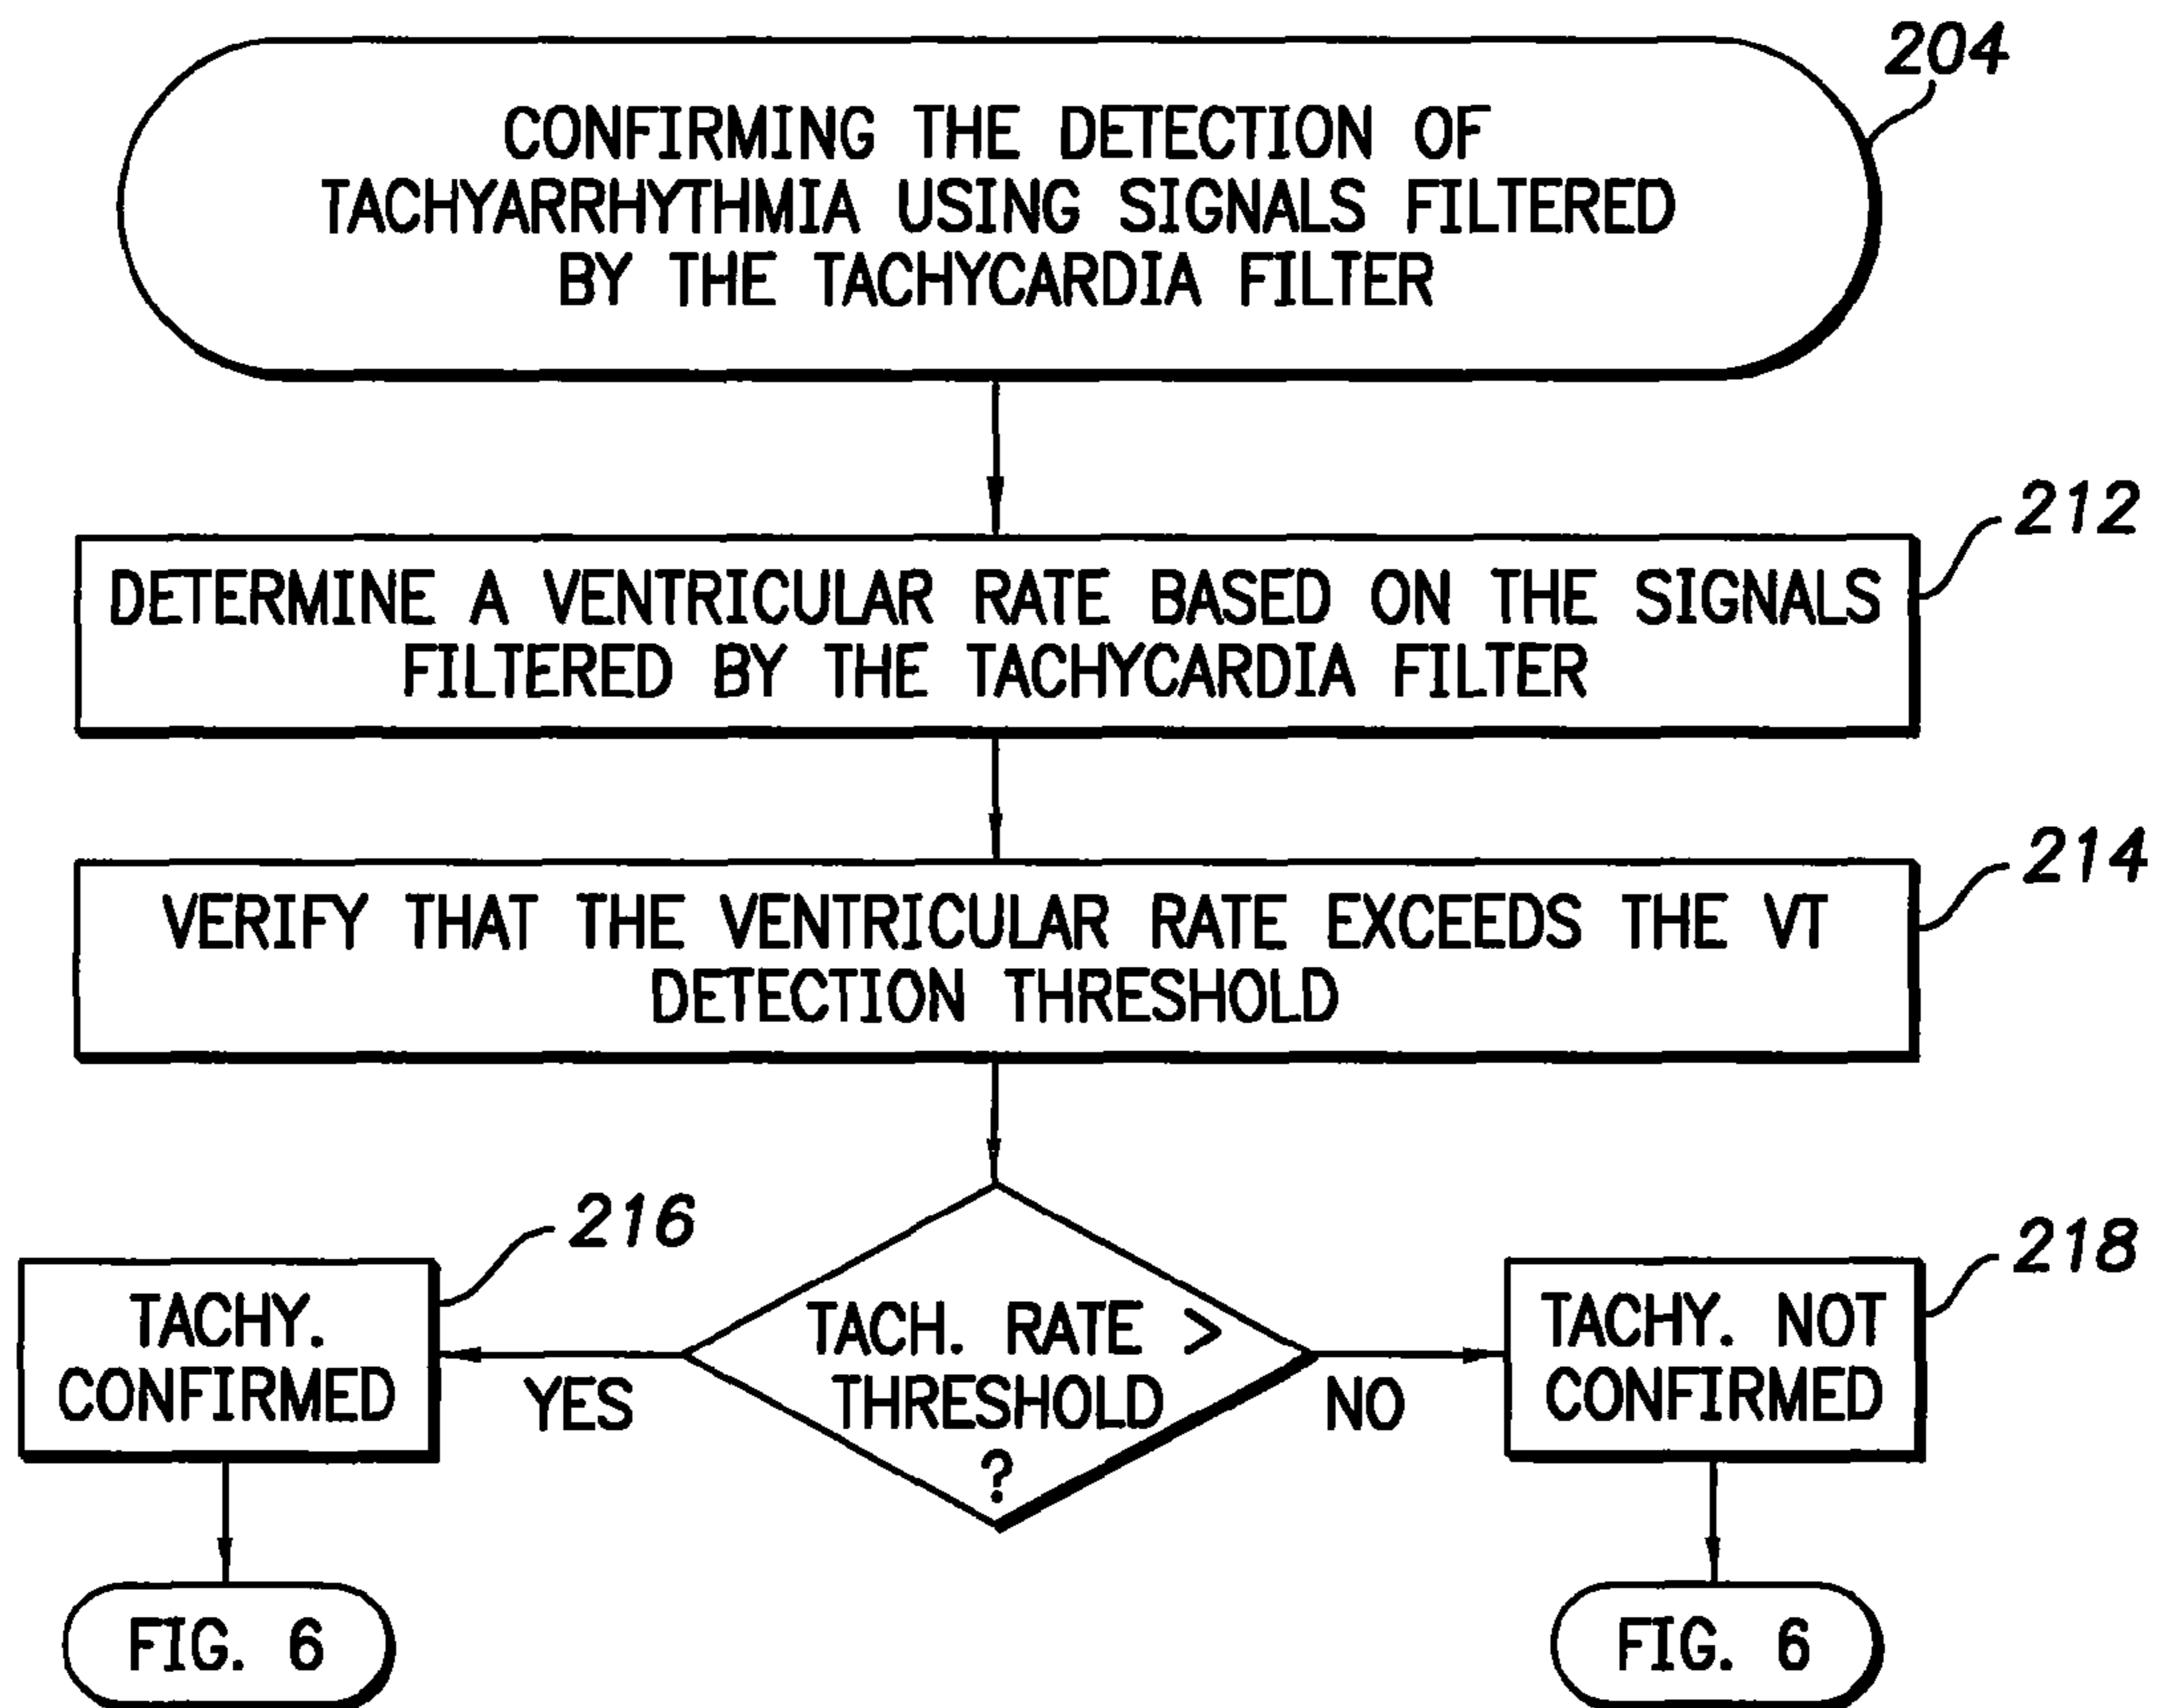 204
CONFIRMING THE DETECTION OF
TACHYARRHYTHMIA USING SIGNALS FILTERED
BY THE TACHYCARDIA FILTER
212
DETERMINE A VENTRICULAR RATE BASED ON THE SIGNALS
FILTERED BY THE TACHYCARDIA FILTER
214
VERIFY THAT THE VENTRICULAR RATE EXCEEDS THE VT
DETECTION THRESHOLD
216
TACHY.
CONFIRMED
YES
TACH. RATE >
THRESHOLD
?
NO
218
TACHY. NOT
CONFIRMED
FIG. 6
FIG. 6